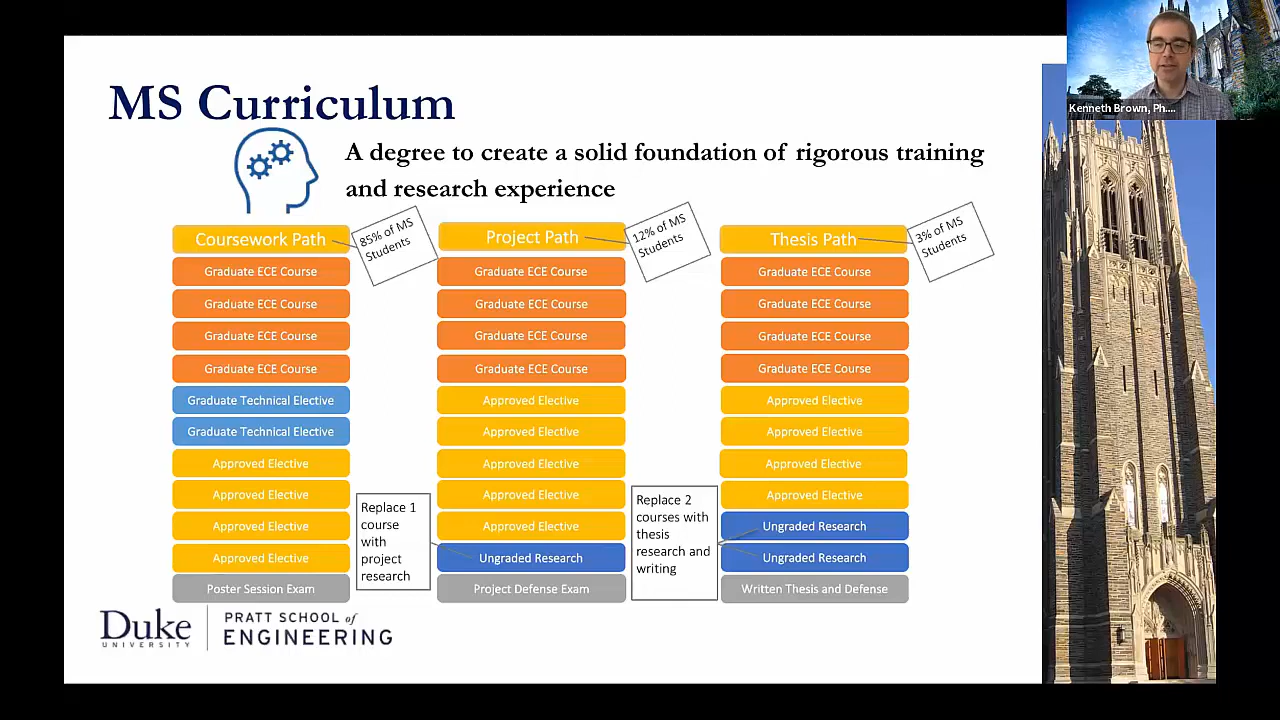 MS Curriculum
A degree to create a solid foundation of rigorous training
and research experience
Coursework Path
85% of MS
Students
Graduate ECE Course
Graduate ECE Course
Graduate ECE Course
Graduate ECE Course
Graduate Technical Elective
Graduate Technical Elective
Approved Elective
Approved Elective
Approved Elective
Approved Elective
Poster Session Exam
Replace 1
course
with
project
research
Project Path
12% of MS
Students
Graduate ECE Course
Graduate ECE Course
Graduate ECE Course
Graduate ECE Course
Approved Elective
Approved Elective
Approved Elective
Approved Elective
Approved Elective
Ungraded Research
Project Defense Exam
Replace 2
courses with
thesis
research and
writing
Thesis Path
3% of MS
Students
Graduate ECE Course
Graduate ECE Course
Graduate ECE Course
Graduate ECE Course
Approved Elective
Approved Elective
Approved Elective
Approved Elective
Ungraded Research
Ungraded Research
Written Thesis and Defense
Duke
UNIVERSITY
PRATT SCHOOL of
ENGINEERING
Kenneth Brown, Ph....